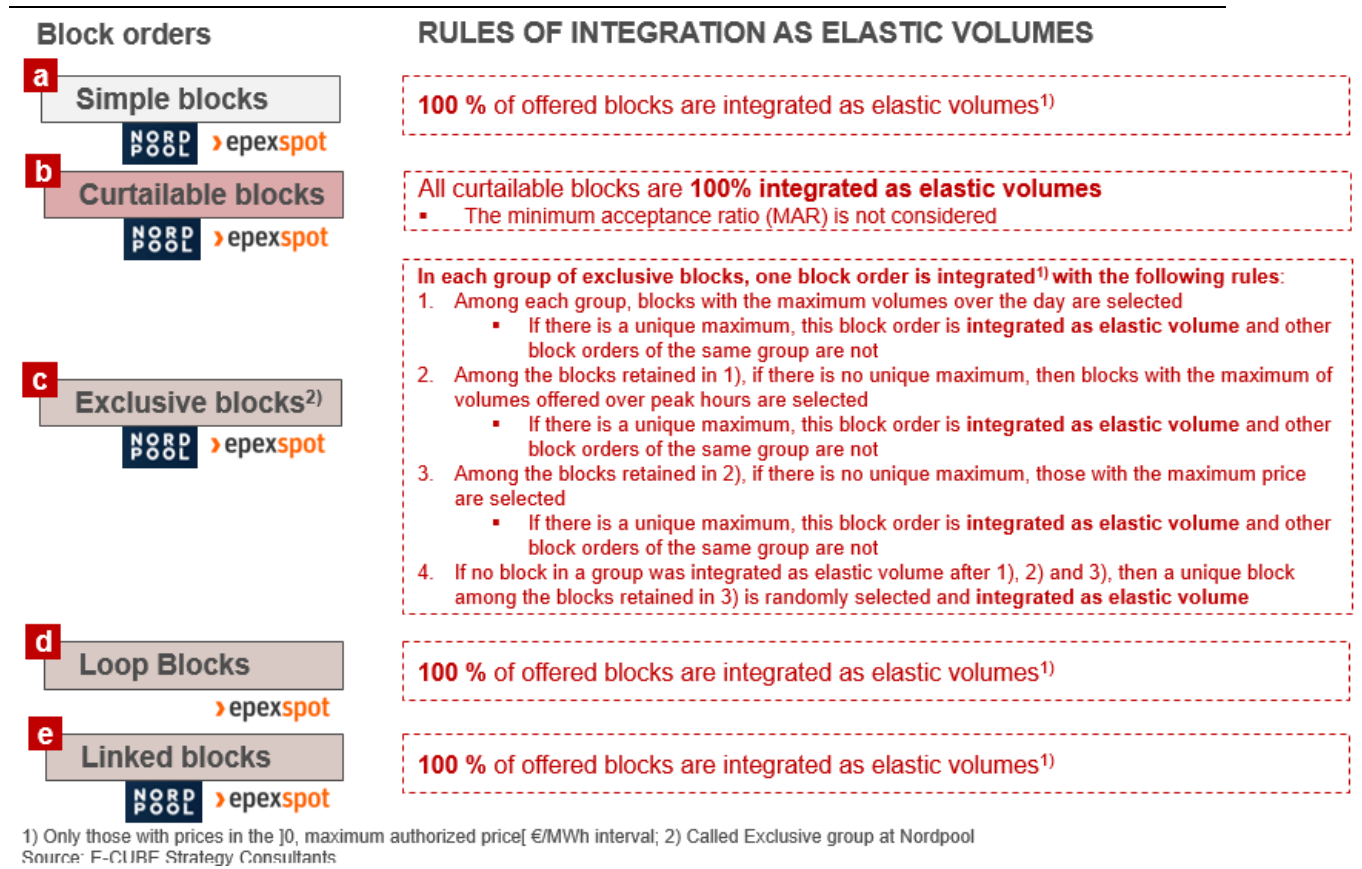 Block orders
RULES OF INTEGRATION AS ELASTIC VOLUMES
a
Simple blocks
NORD
POOL
epexspot
100 % of offered blocks are integrated as elastic volumes1)
b
Curtailable blocks
NORD
POOL
epexspot
All curtailable blocks are 100% integrated as elastic volumes
▪ The minimum acceptance ratio (MAR) is not considered
c
Exclusive blocks2)
NORD
POOL
epexspot
In each group of exclusive blocks, one block order is integrated1) with the following rules:
1. Among each group, blocks with the maximum volumes over the day are selected
▪ If there is a unique maximum, this block order is integrated as elastic volume and other
block orders of the same group are not
2. Among the blocks retained in 1), if there is no unique maximum, then blocks with the maximum of
volumes offered over peak hours are selected
▪ If there is a unique maximum, this block order is integrated as elastic volume and other
block orders of the same group are not
3. Among the blocks retained in 2), if there is no unique maximum, those with the maximum price
are selected
▪ If there is a unique maximum, this block order is integrated as elastic volume and other
block orders of the same group are not
4. If no block in a group was integrated as elastic volume after 1), 2) and 3), then a unique block
among the blocks retained in 3) is randomly selected and integrated as elastic volume
d
Loop Blocks
epexspot
100 % of offered blocks are integrated as elastic volumes1)
e
Linked blocks
NORD
POOL
epexspot
100 % of offered blocks are integrated as elastic volumes1)
1) Only those with prices in the ]0, maximum authorized price[ €/MWh interval; 2) Called Exclusive group at Nordpool
Source: E-CUBE Strategy Consultants